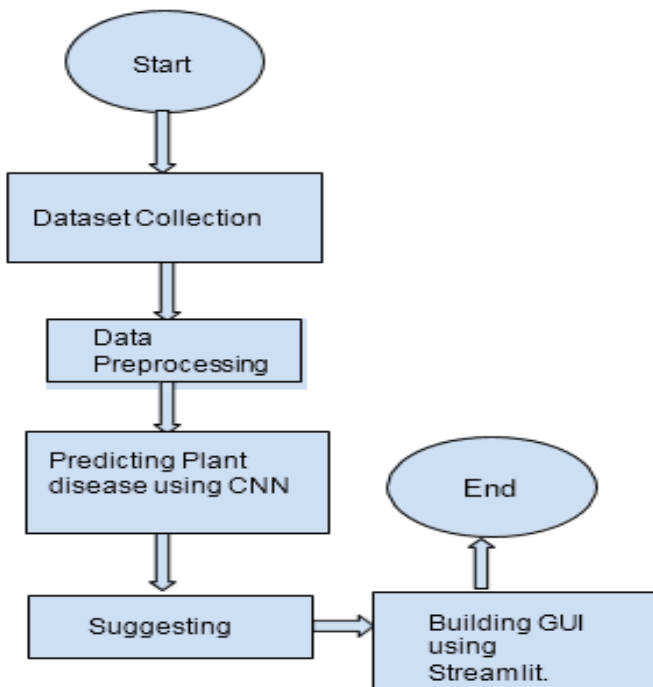 Start
Dataset Collection
Data
Preprocessing
Predicting Plant
disease using CNN
Suggesting
End
Building GUI
using
Streamlit.